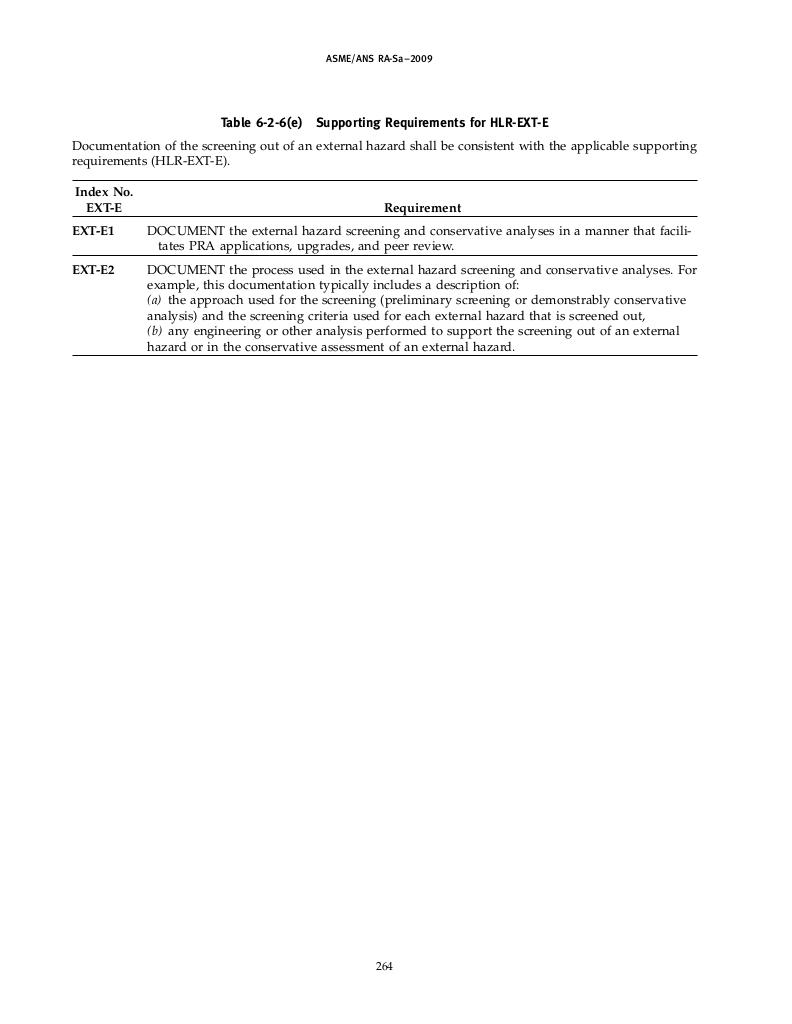 ASME/ANS RA-Sa–2009
Table 6-2-6(e) Supporting Requirements for HLR-EXT-E
Documentation of the screening out of an external hazard shall be consistent with the applicable supporting
requirements (HLR-EXT-E).
Index No.
EXT-E Requirement
EXT-E1 DOCUMENT the external hazard screening and conservative analyses in a manner that facili-
tates PRA applications, upgrades, and peer review.
EXT-E2 DOCUMENT the process used in the external hazard screening and conservative analyses. For
example, this documentation typically includes a description of:
(a) the approach used for the screening (preliminary screening or demonstrably conservative
analysis) and the screening criteria used for each external hazard that is screened out,
(b) any engineering or other analysis performed to support the screening out of an external
hazard or in the conservative assessment of an external hazard.
264